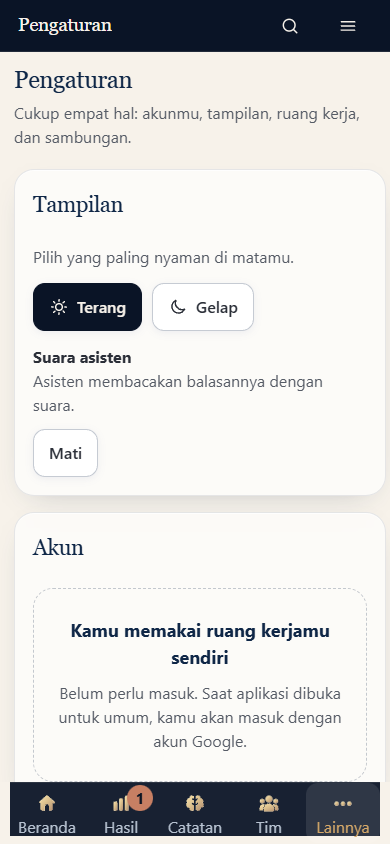 Pengaturan
Pengaturan
Cukup empat hal: akunmu, tampilan, ruang kerja,
dan sambungan.
Tampilan
Pilih yang paling nyaman di matamu.
Terang
Gelap
Suara asisten
Asisten membacakan balasannya dengan
suara.
Mati
Akun
Kamu memakai ruang kerjamu
sendiri
Belum perlu masuk. Saat aplikasi dibuka
untuk umum, kamu akan masuk dengan
akun Google.
1
Beranda
Hasil
Catatan
Tim
Lainnya